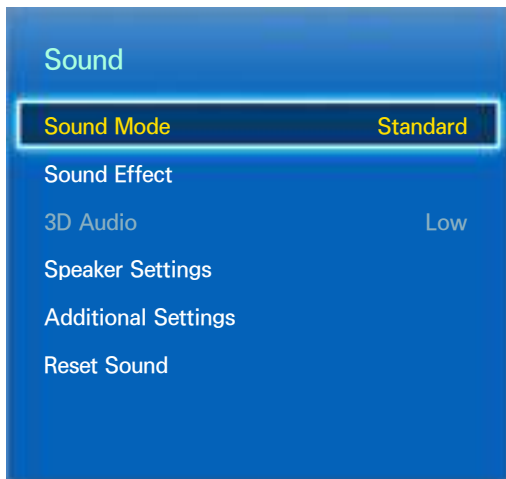 Sound
Sound Mode Standard
Sound Effect
3D Audio Low
Speaker Settings
Additional Settings
Reset Sound